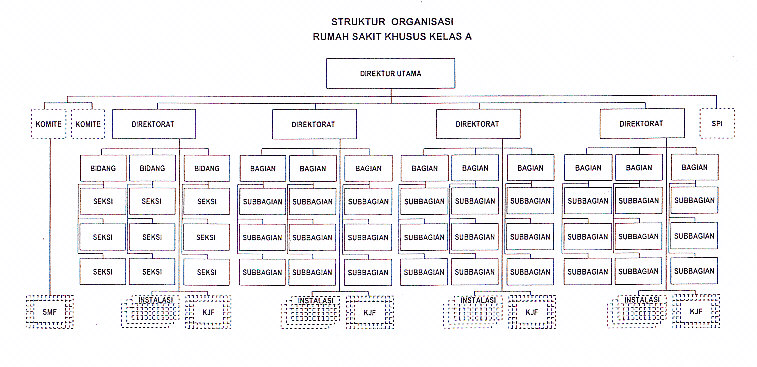 STRUKTUR ORGANISASI
RUMAH SAKIT KHUSUS KELAS A
DIREKTUR UTAMA
KOMITE KOMITE DIREKTORAT DIREKTORAT DIREKTORAT DIREKTORAT SPI
BIDANG BIDANG BIDANG BAGIAN BAGIAN BAGIAN BAGIAN BAGIAN BAGIAN BAGIAN BAGIAN BAGIAN
SEKSI SEKSI SEKSI SUBBAGIAN SUBBAGIAN SUBBAGIAN SUBBAGIAN SUBBAGIAN SUBBAGIAN SUBBAGIAN SUBBAGIAN SUBBAGIAN
SEKSI SEKSI SEKSI SUBBAGIAN SUBBAGIAN SUBBAGIAN SUBBAGIAN SUBBAGIAN SUBBAGIAN SUBBAGIAN SUBBAGIAN SUBBAGIAN
SEKSI SEKSI SEKSI SUBBAGIAN SUBBAGIAN SUBBAGIAN SUBBAGIAN SUBBAGIAN SUBBAGIAN SUBBAGIAN SUBBAGIAN SUBBAGIAN
SMF INSTALASI KJF INSTALASI KJF INSTALASI KJF INSTALASI KJF